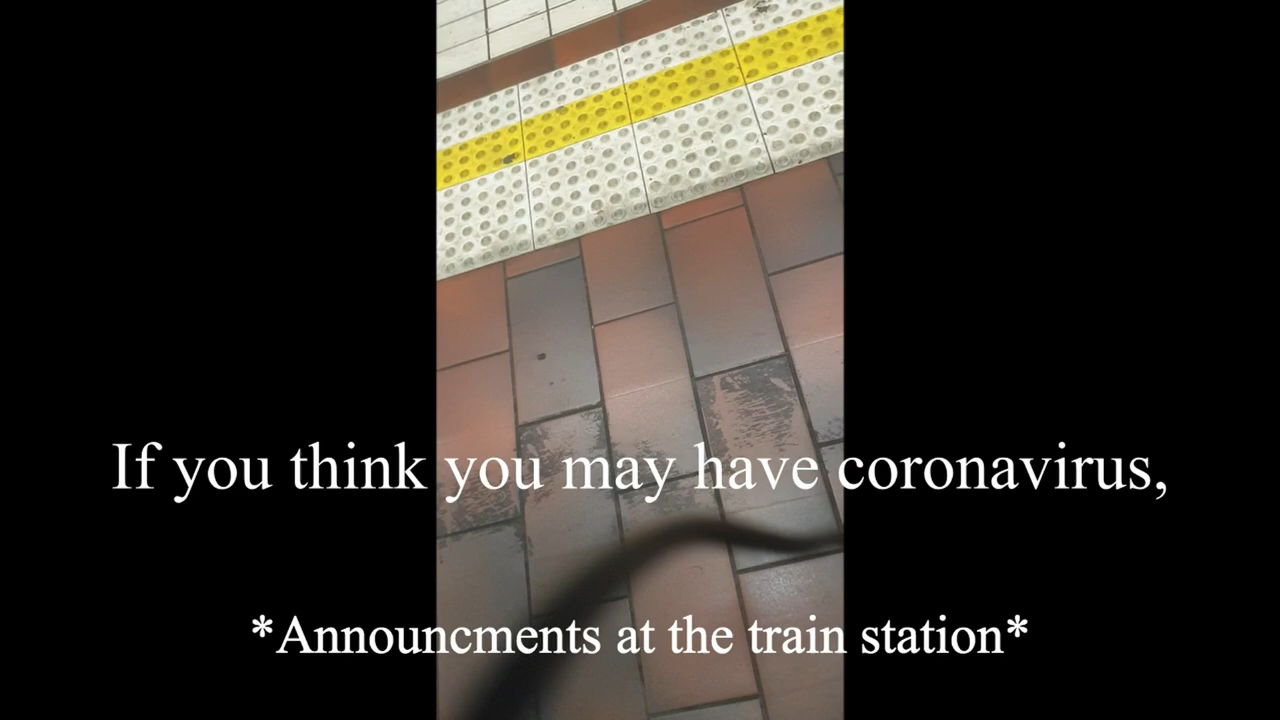 If you think you may have coronavirus,
*Announcments at the train station*